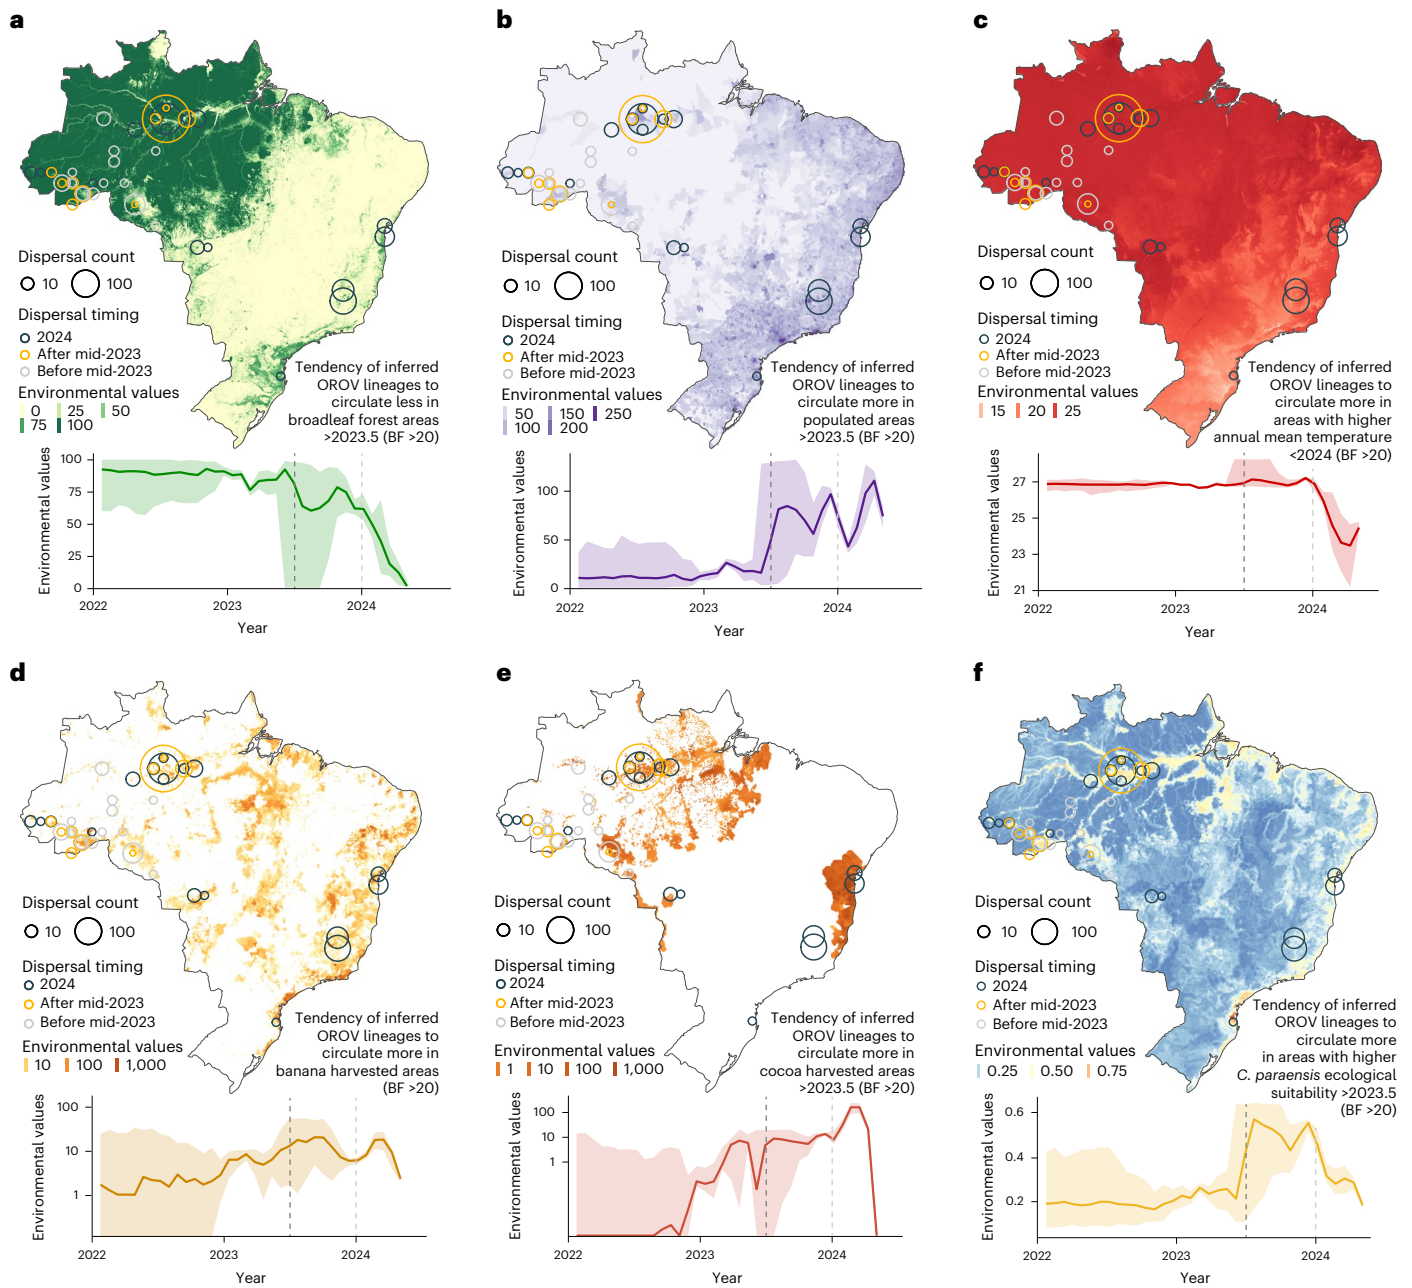 a
Dispersal count
10 100
Dispersal timing
2024
After mid-2023
Before mid-2023
Environmental values
0 25 50
75 100
Tendency of inferred
OROV lineages to
circulate less in
broadleaf forest areas
>2023.5 (BF >20)
Environmental values
100
75
50
25
0
2022 2023 2024
Year
b
Dispersal count
10 100
Dispersal timing
2024
After mid-2023
Before mid-2023
Environmental values
50 150 250
100 200
Tendency of inferred
OROV lineages to
circulate more in
populated areas
>2023.5 (BF >20)
Environmental values
100
50
0
2022 2023 2024
Year
c
Dispersal count
10 100
Dispersal timing
2024
After mid-2023
Before mid-2023
Environmental values
15 20 25
Tendency of inferred
OROV lineages to
circulate more in
areas with higher
annual mean temperature
<2024 (BF >20)
Environmental values
27
25
23
21
2022 2023 2024
Year
d
Dispersal count
10 100
Dispersal timing
2024
After mid-2023
Before mid-2023
Environmental values
10 100 1,000
Tendency of inferred
OROV lineages to
circulate more in
banana harvested areas
(BF >20)
Environmental values
100
10
1
2022 2023 2024
Year
e
Dispersal count
10 100
Dispersal timing
2024
After mid-2023
Before mid-2023
Environmental values
1 10 100 1,000
Tendency of inferred
OROV lineages to
circulate more in
cocoa harvested areas
>2023.5 (BF >20)
Environmental values
100
10
1
2022 2023 2024
Year
f
Dispersal count
10 100
Dispersal timing
2024
After mid-2023
Before mid-2023
Environmental values
0.25 0.50 0.75
Tendency of inferred
OROV lineages to
circulate more
in areas with higher
C. paraensis ecological
suitability >2023.5
(BF >20)
Environmental values
0.6
0.4
0.2
2022 2023 2024
Year